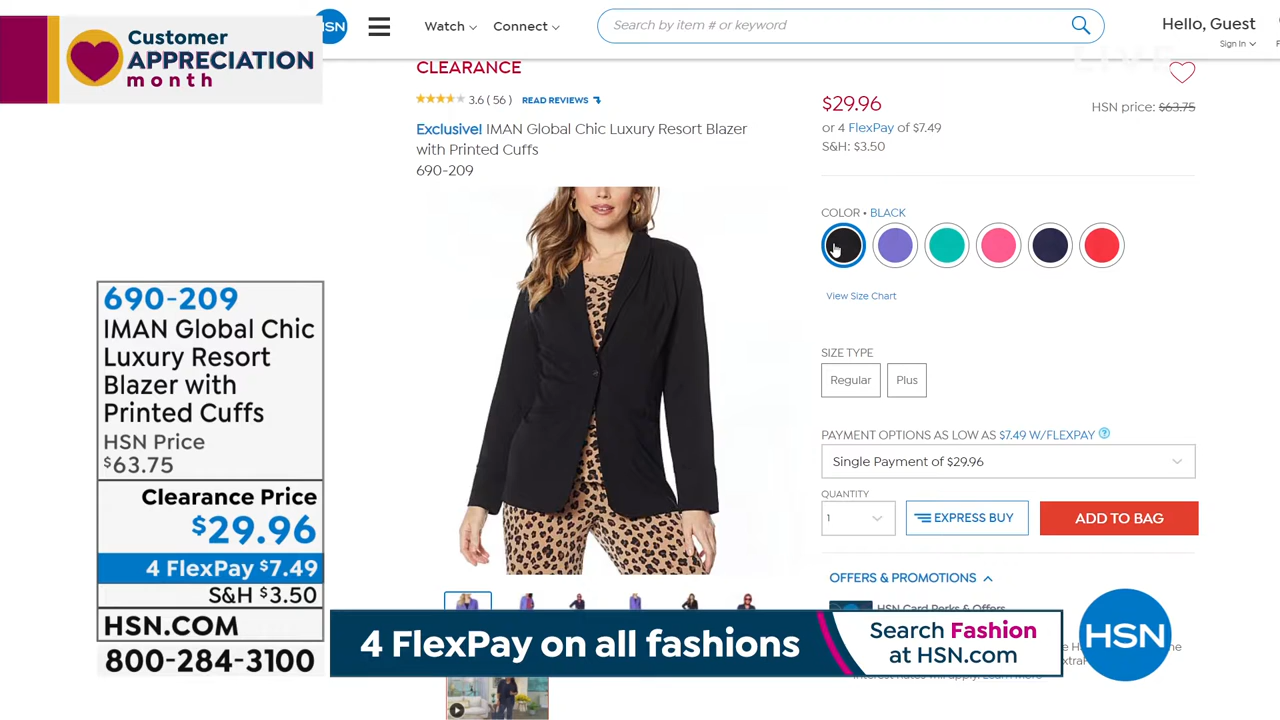 Customer
APPRECIATION
month
HSN
Watch
Connect
Search by item # or keyword
Hello, Guest
Sign In
CLEARANCE
3.6 ( 56 )
READ REVIEWS
Exclusive! IMAN Global Chic Luxury Resort Blazer
with Printed Cuffs
690-209
$29.96
HSN price: $63.75
or 4 FlexPay of $7.49
S&H: $3.50
COLOR • BLACK
View Size Chart
SIZE TYPE
Regular
Plus
PAYMENT OPTIONS AS LOW AS $7.49 W/FLEXPAY
Single Payment of $29.96
QUANTITY
1
EXPRESS BUY
ADD TO BAG
OFFERS & PROMOTIONS
HSN Card Perks & Offers
690-209
IMAN Global Chic
Luxury Resort
Blazer with
Printed Cuffs
HSN Price
$63.75
Clearance Price
$29.96
4 FlexPay $7.49
S&H $3.50
HSN.COM
800-284-3100
4 FlexPay on all fashions
Search Fashion
at HSN.com
HSN